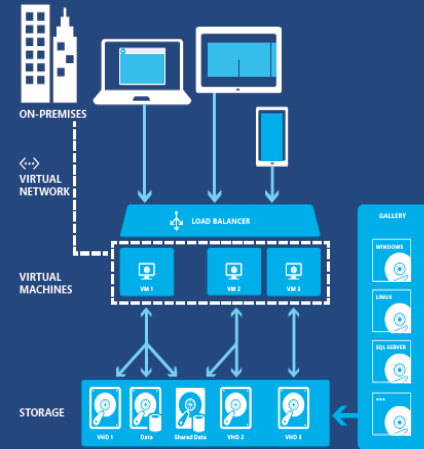 ON-PREMISES
VIRTUAL
NETWORK
LOAD BALANCER
GALLERY
WINDOWS
VIRTUAL
MACHINES
VM 1
VM 2
VM 3
LINUX
SQL SERVER
STORAGE
VHD 1
Data
Shared Data
VHD 2
VHD 3